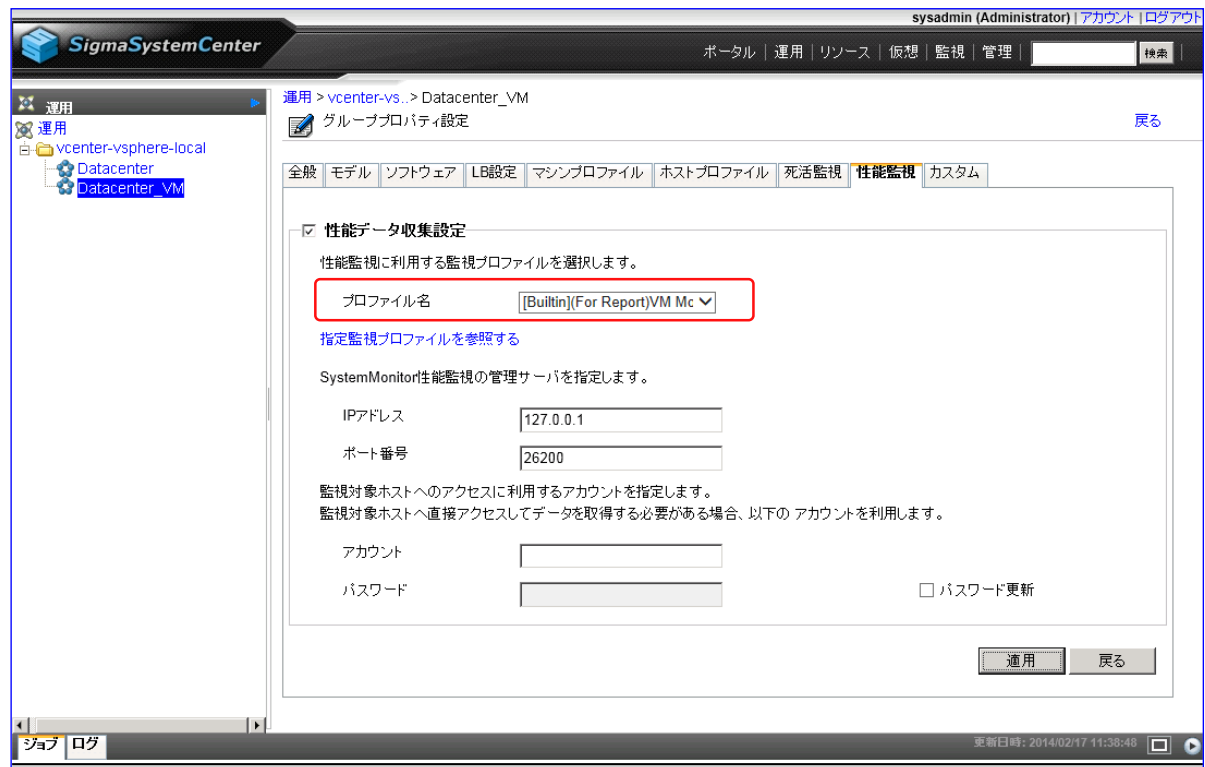 sysadmin (Administrator) | アカウント | ログアウト
SigmaSystemCenter
ポータル | 運用 | リソース | 仮想 | 監視 | 管理 | 検索 |
運用
運用
vcenter-vsphere-local
Datacenter
Datacenter_VM
運用 > vcenter-vs..> Datacenter_VM
グループプロパティ設定
戻る
全般 モデル ソフトウェア LB設定 マシンプロファイル ホストプロファイル 死活監視 性能監視 カスタム
性能データ収集設定
性能監視に利用する監視プロファイルを選択します。
プロファイル名 [Builtin](For Report)VM Mc
指定監視プロファイルを参照する
SystemMonitor性能監視の管理サーバを指定します。
IPアドレス 127.0.0.1
ポート番号 26200
監視対象ホストへのアクセスに利用するアカウントを指定します。
監視対象ホストへ直接アクセスしてデータを取得する必要がある場合、以下の アカウントを利用します。
アカウント
パスワード パスワード更新
適用 戻る
ジョブ ログ
更新日時: 2014/02/17 11:38:48